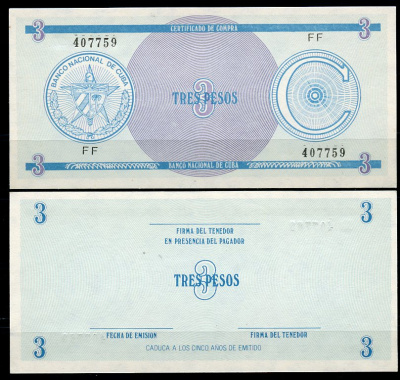 3 CERTIFICADO DE COMPRA 3
407759 FF
BANCO NACIONAL DE CUBA
3
TRES PESOS
C
FF 407759
3 BANCO NACIONAL DE CUBA 3
3 3
FIRMA DEL TENEDOR
EN PRESENCIA DEL PAGADOR
3
TRES PESOS
FECHA DE EMISION FIRMA DEL TENEDOR
3 CADUCA A LOS CINCO AÑOS DE EMITIDO 3